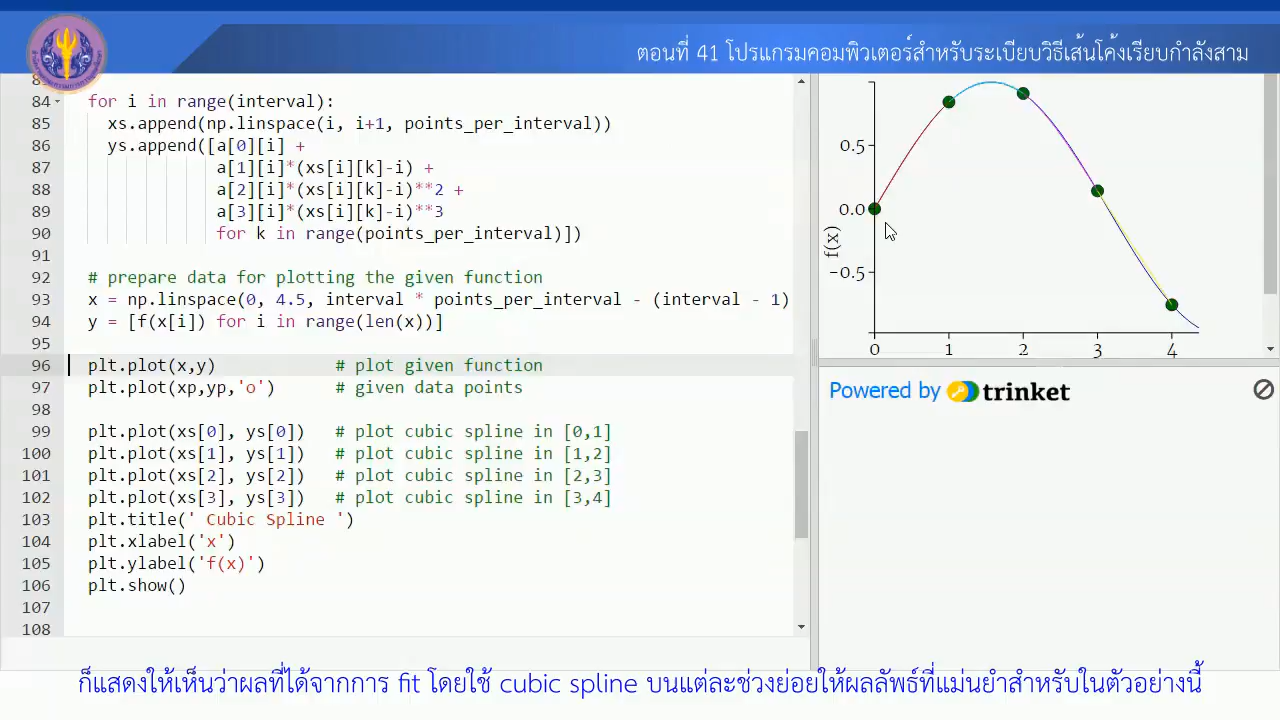 ตอนที่ 41 โปรแกรมคอมพิวเตอร์สำหรับระเบียบวิธีเส้นโค้งเรียบกำลังสาม
84 for i in range(interval):
85 xs.append(np.linspace(i, i+1, points_per_interval))
86 ys.append([a[0][i] +
87 a[1][i]*(xs[i][k]-i) +
88 a[2][i]*(xs[i][k]-i)**2 +
89 a[3][i]*(xs[i][k]-i)**3
90 for k in range(points_per_interval)])
91
92 # prepare data for plotting the given function
93 x = np.linspace(0, 4.5, interval * points_per_interval - (interval - 1)
94 y = [f(x[i]) for i in range(len(x))]
95
96 plt.plot(x,y) # plot given function
97 plt.plot(xp,yp,'o') # given data points
98
99 plt.plot(xs[0], ys[0]) # plot cubic spline in [0,1]
100 plt.plot(xs[1], ys[1]) # plot cubic spline in [1,2]
101 plt.plot(xs[2], ys[2]) # plot cubic spline in [2,3]
102 plt.plot(xs[3], ys[3]) # plot cubic spline in [3,4]
103 plt.title(' Cubic Spline ')
104 plt.xlabel('x')
105 plt.ylabel('f(x)')
106 plt.show()
107
108
0.5
0.0
−0.5
f(x)
0 1 2 3 4
Powered by trinket
ก็แสดงให้เห็นว่าผลที่ได้จากการ fit โดยใช้ cubic spline บนแต่ละช่วงย่อยให้ผลลัพธ์ที่แม่นยำสำหรับในตัวอย่างนี้